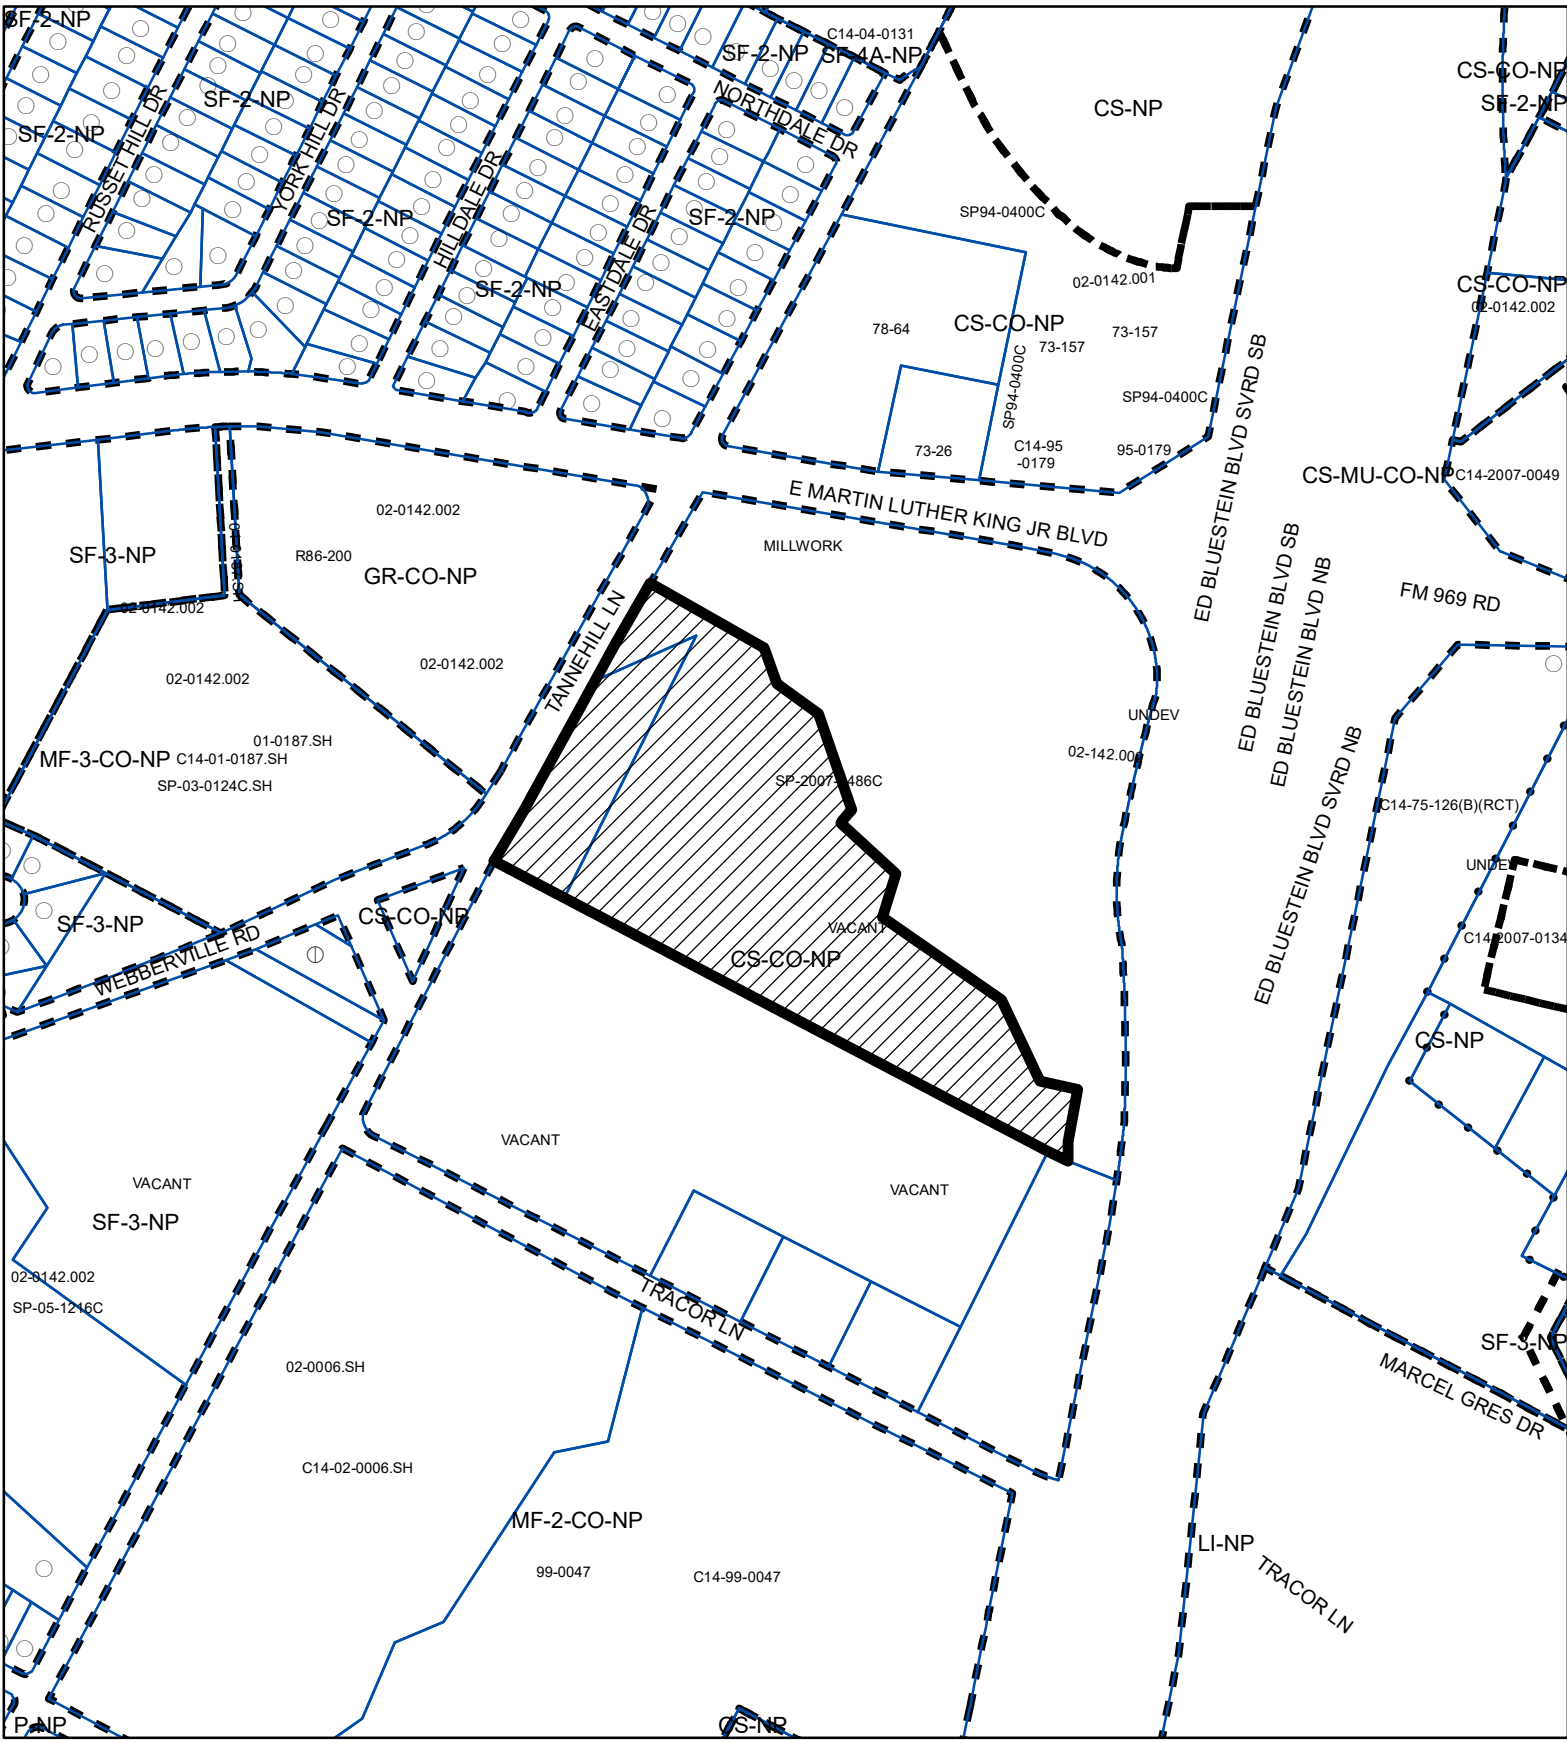 SF-2-NP
C14-04-0131
SF-2-NP
SF-4A-NP
CS-CO-NP
SF-2-NP
SF-2-NP
CS-NP
NORTHDALE DR
SF-2-NP
RUSSET HILL DR
YORK HILL DR
HILLDALE DR
EASTDALE DR
SF-2-NP
SF-2-NP
SP94-0400C
SF-2-NP
02-0142.001
CS-CO-NP
02-0142.002
78-64
CS-CO-NP
73-157
73-157
SP94-0400C
SP94-0400C
73-26
C14-95
-0179
95-0179
ED BLUESTEIN BLVD SVRD SB
CS-MU-CO-NP
C14-2007-0049
E MARTIN LUTHER KING JR BLVD
02-0142.002
MILLWORK
SF-3-NP
R86-200
GR-CO-NP
02-0142.002
FM 969 RD
ED BLUESTEIN BLVD SB
ED BLUESTEIN BLVD NB
TANNEHILL LN
02-0142.002
02-0142.002
UNDEV
01-0187.SH
MF-3-CO-NP
C14-01-0187.SH
SP-03-0124C.SH
C14-75-126(B)(RCT)
UNDEV
ED BLUESTEIN BLVD SVRD NB
SF-3-NP
CS-CO-NP
VACANT
C14-2007-0134
WEBBERVILLE RD
CS-CO-NP
CS-NP
VACANT
VACANT
VACANT
SF-3-NP
02-0142.002
SP-05-1216C
TRACOR LN
SF-3-NP
MARCEL GRES DR
02-0006.SH
C14-02-0006.SH
MF-2-CO-NP
99-0047
C14-99-0047
LI-NP
TRACOR LN
P-NP